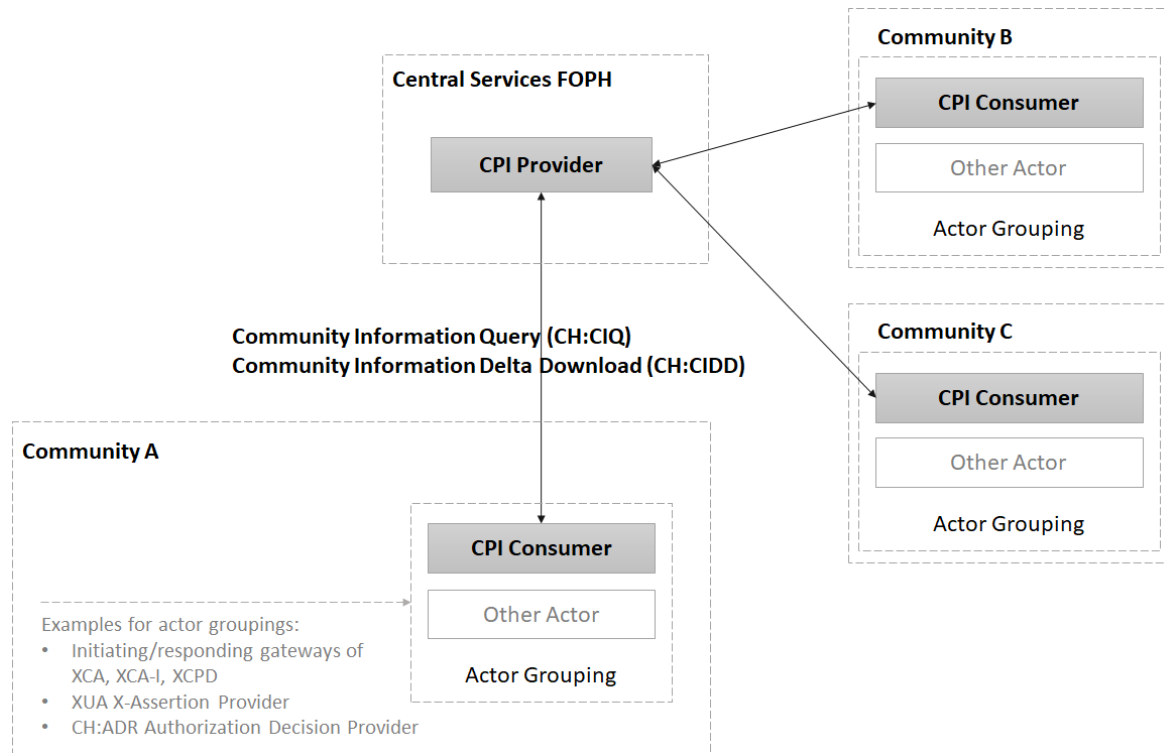 Central Services FOPH
CPI Provider
Community B
CPI Consumer
Other Actor
Actor Grouping
Community Information Query (CH:CIQ)
Community Information Delta Download (CH:CIDD)
Community C
CPI Consumer
Other Actor
Actor Grouping
Community A
CPI Consumer
Other Actor
Actor Grouping
Examples for actor groupings:
• Initiating/responding gateways of
XCA, XCA-I, XCPD
• XUA X-Assertion Provider
• CH:ADR Authorization Decision Provider